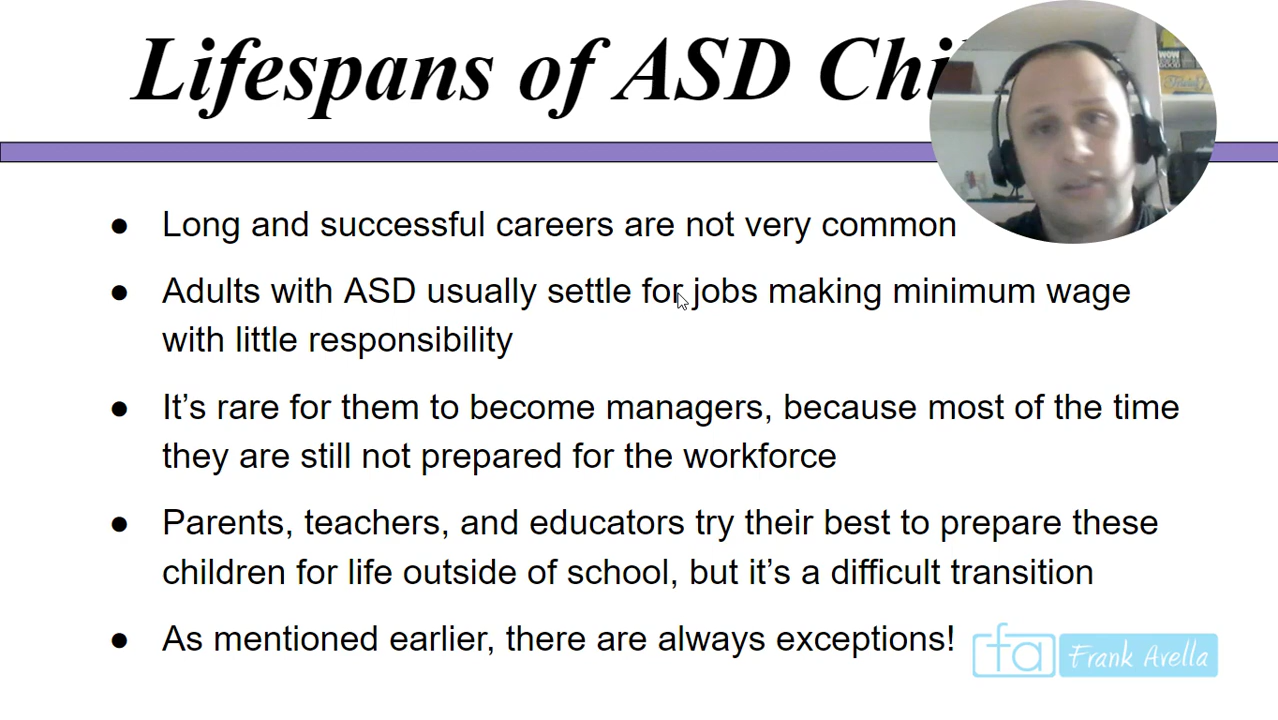 Lifespans of ASD Chi
● Long and successful careers are not very common
● Adults with ASD usually settle for jobs making minimum wage
with little responsibility
● It’s rare for them to become managers, because most of the time
they are still not prepared for the workforce
● Parents, teachers, and educators try their best to prepare these
children for life outside of school, but it’s a difficult transition
● As mentioned earlier, there are always exceptions!
fa Frank Avella